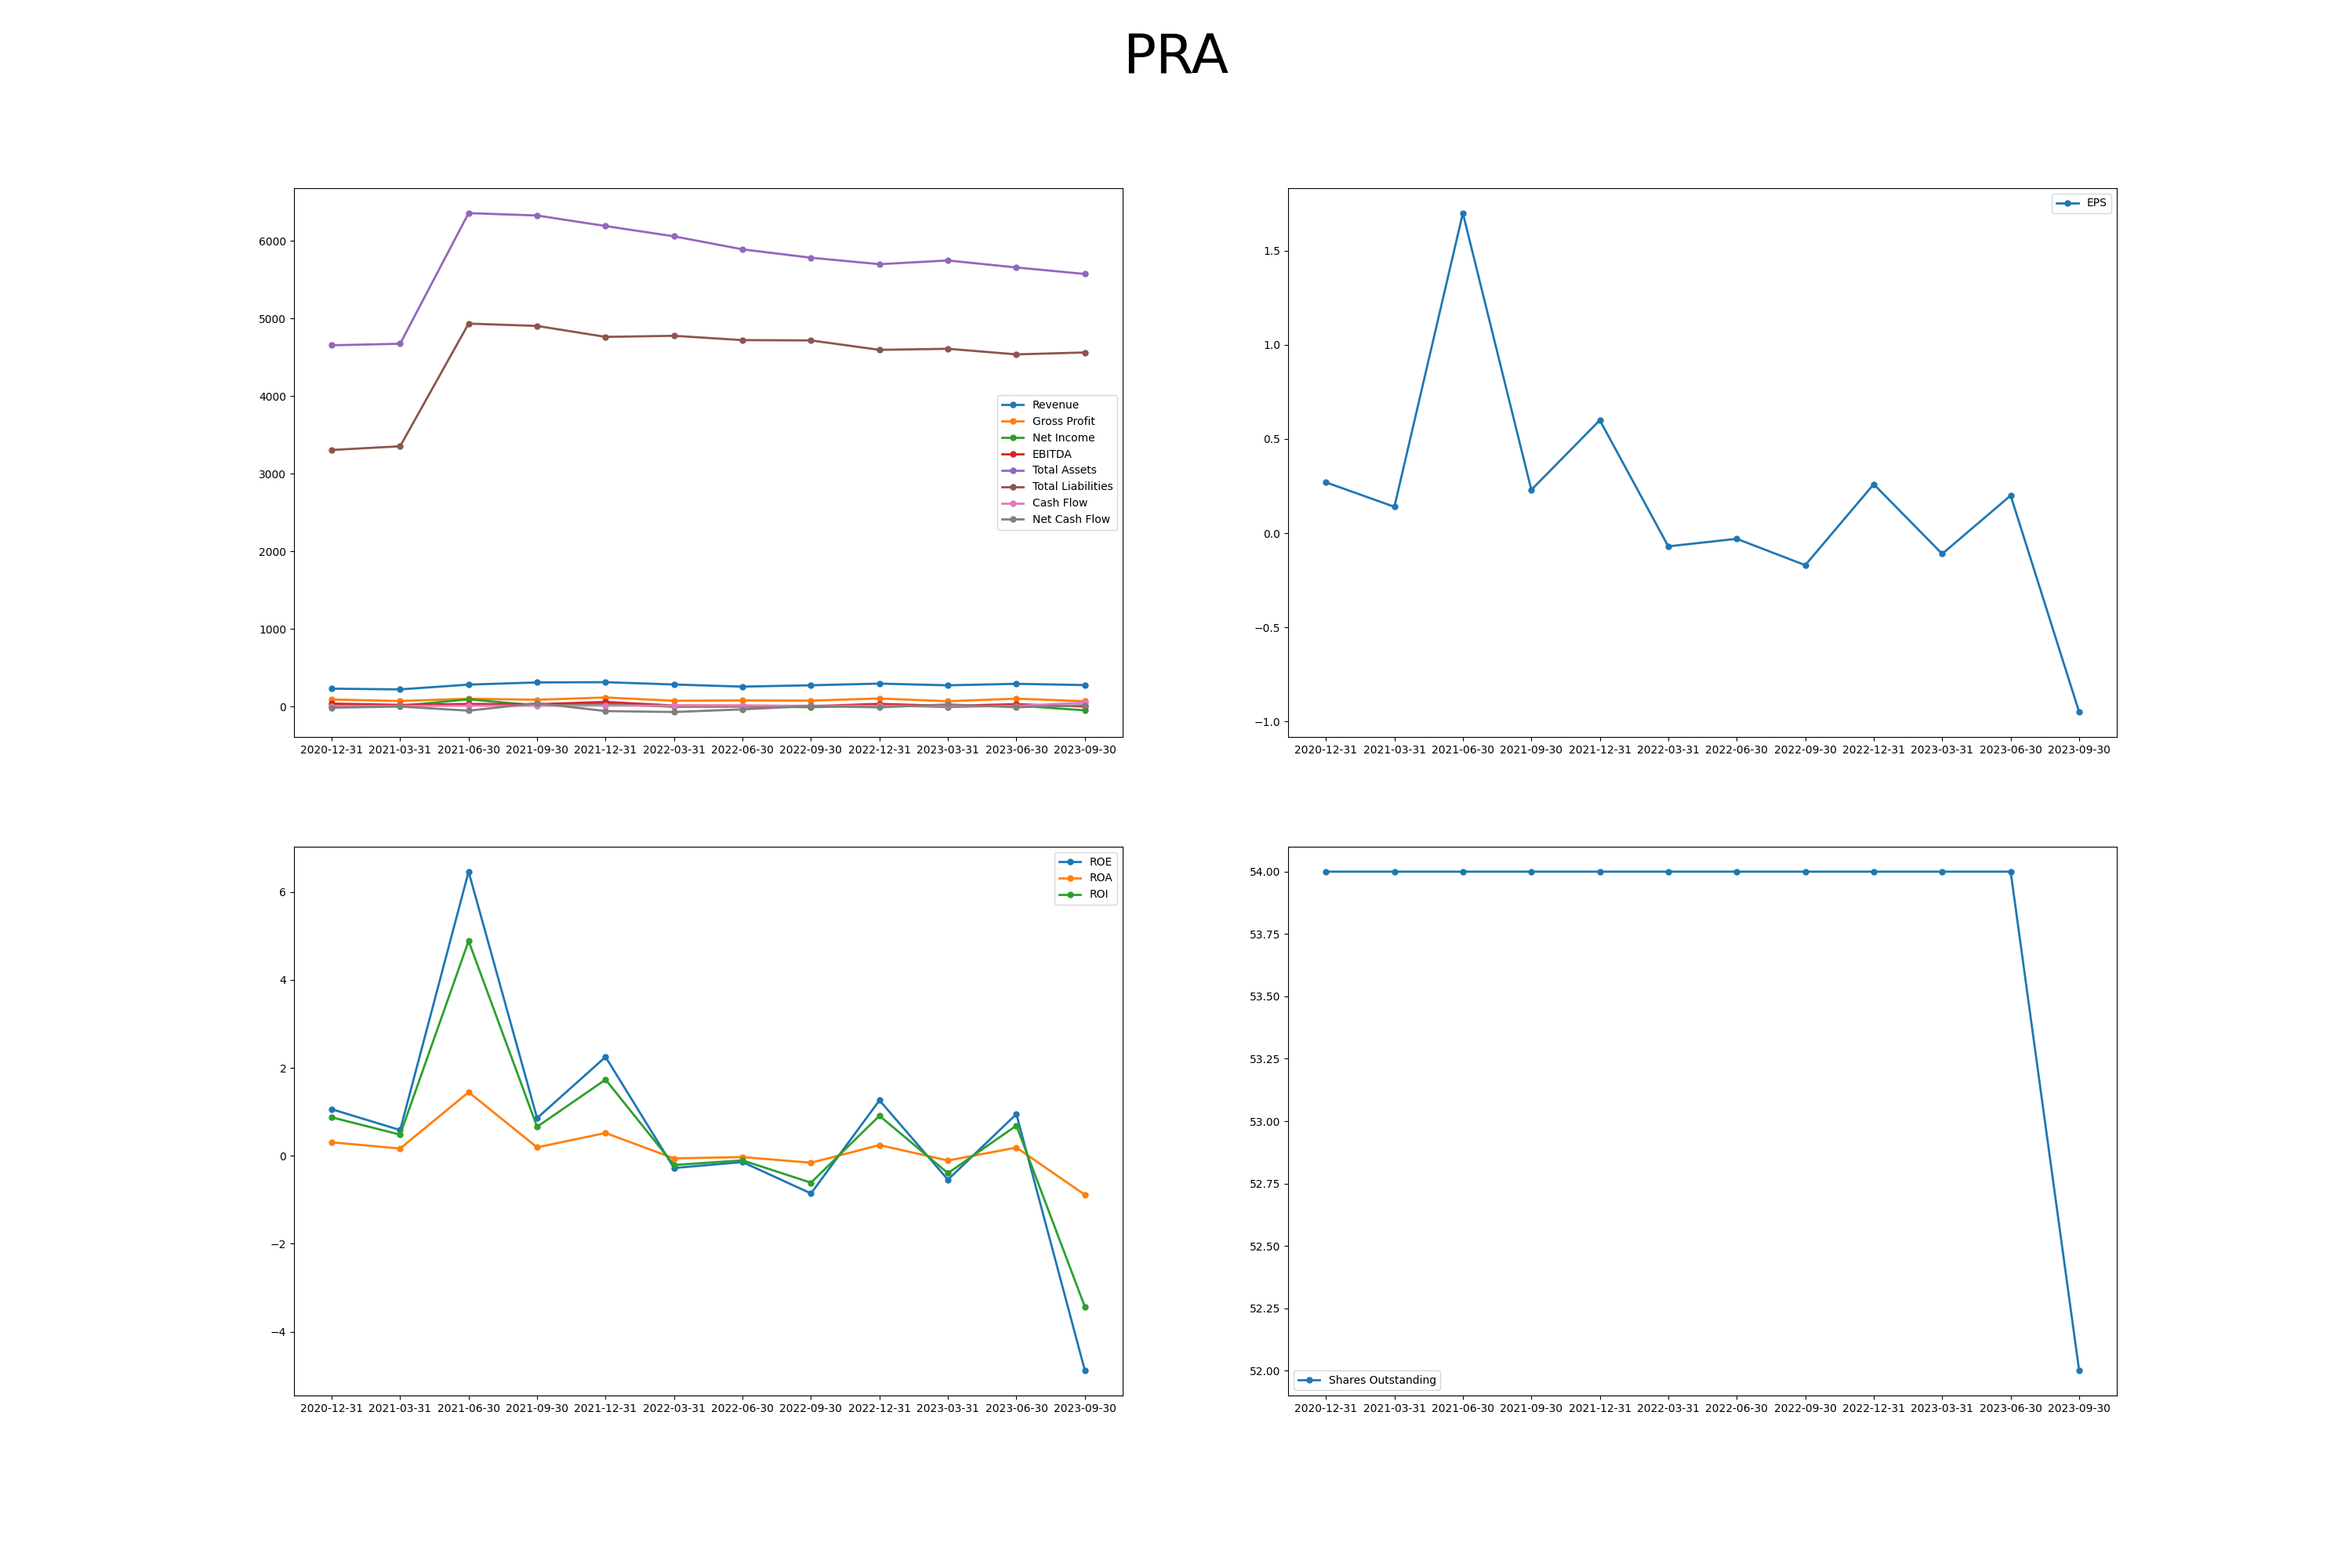 PRA
6000
5000
4000
3000
2000
1000
0
Revenue
Gross Profit
Net Income
EBITDA
Total Assets
Total Liabilities
Cash Flow
Net Cash Flow
2020-12-31 2021-03-31 2021-06-30 2021-09-30 2021-12-31 2022-03-31 2022-06-30 2022-09-30 2022-12-31 2023-03-31 2023-06-30 2023-09-30
EPS
1.5
1.0
0.5
0.0
−0.5
−1.0
2020-12-31 2021-03-31 2021-06-30 2021-09-30 2021-12-31 2022-03-31 2022-06-30 2022-09-30 2022-12-31 2023-03-31 2023-06-30 2023-09-30
ROE
ROA
ROI
6
4
2
0
−2
−4
2020-12-31 2021-03-31 2021-06-30 2021-09-30 2021-12-31 2022-03-31 2022-06-30 2022-09-30 2022-12-31 2023-03-31 2023-06-30 2023-09-30
54.00
53.75
53.50
53.25
53.00
52.75
52.50
52.25
52.00
Shares Outstanding
2020-12-31 2021-03-31 2021-06-30 2021-09-30 2021-12-31 2022-03-31 2022-06-30 2022-09-30 2022-12-31 2023-03-31 2023-06-30 2023-09-30